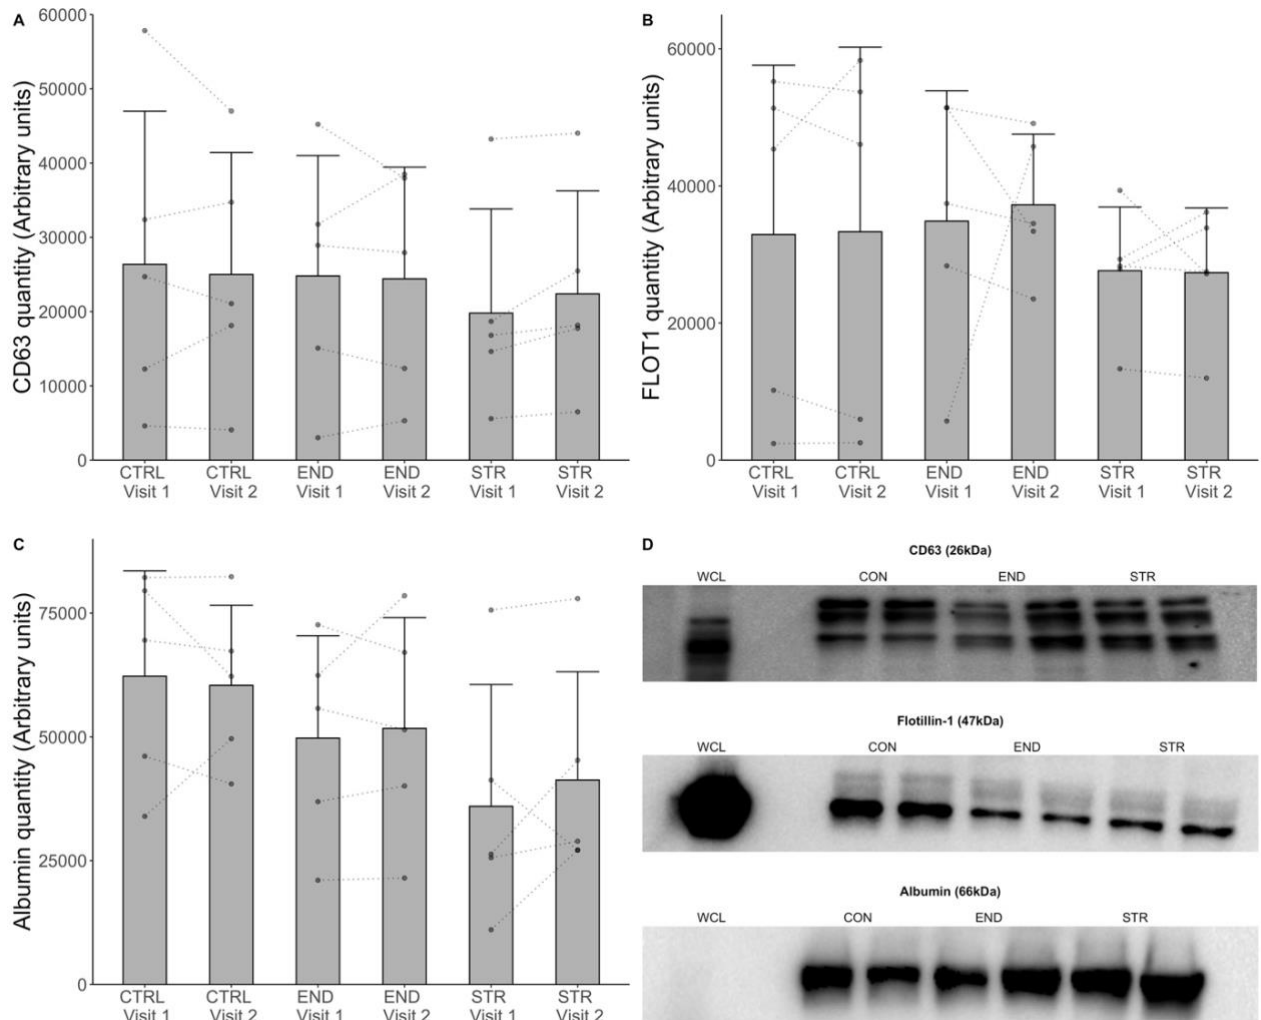 A
CD63 quantity (Arbitrary units)
60000
50000
40000
30000
20000
10000
0
CTRL Visit 1
CTRL Visit 2
END Visit 1
END Visit 2
STR Visit 1
STR Visit 2
B
FLOT1 quantity (Arbitrary units)
60000
40000
20000
0
CTRL Visit 1
CTRL Visit 2
END Visit 1
END Visit 2
STR Visit 1
STR Visit 2
C
Albumin quantity (Arbitrary units)
75000
50000
25000
0
CTRL Visit 1
CTRL Visit 2
END Visit 1
END Visit 2
STR Visit 1
STR Visit 2
D
CD63 (26kDa)
WCL CON END STR
Flotillin-1 (47kDa)
WCL CON END STR
Albumin (66kDa)
WCL CON END STR